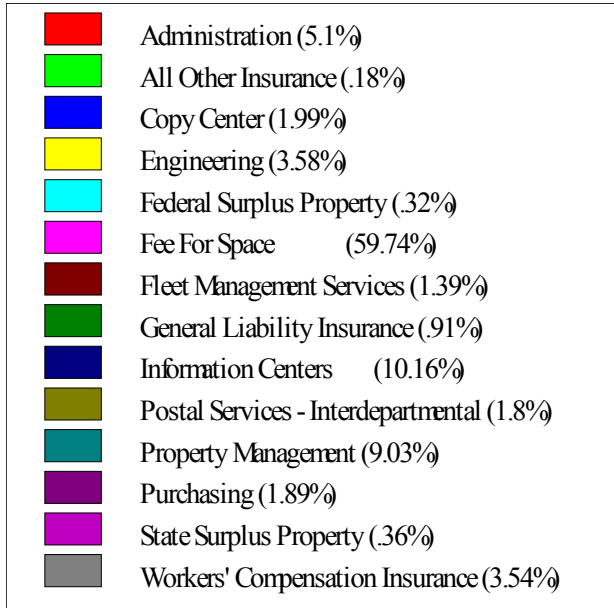 Administration (5.1%)
All Other Insurance (.18%)
Copy Center (1.99%)
Engineering (3.58%)
Federal Surplus Property (.32%)
Fee For Space (59.74%)
Fleet Management Services (1.39%)
General Liability Insurance (.91%)
Information Centers (10.16%)
Postal Services - Interdepartmental (1.8%)
Property Management (9.03%)
Purchasing (1.89%)
State Surplus Property (.36%)
Workers' Compensation Insurance (3.54%)